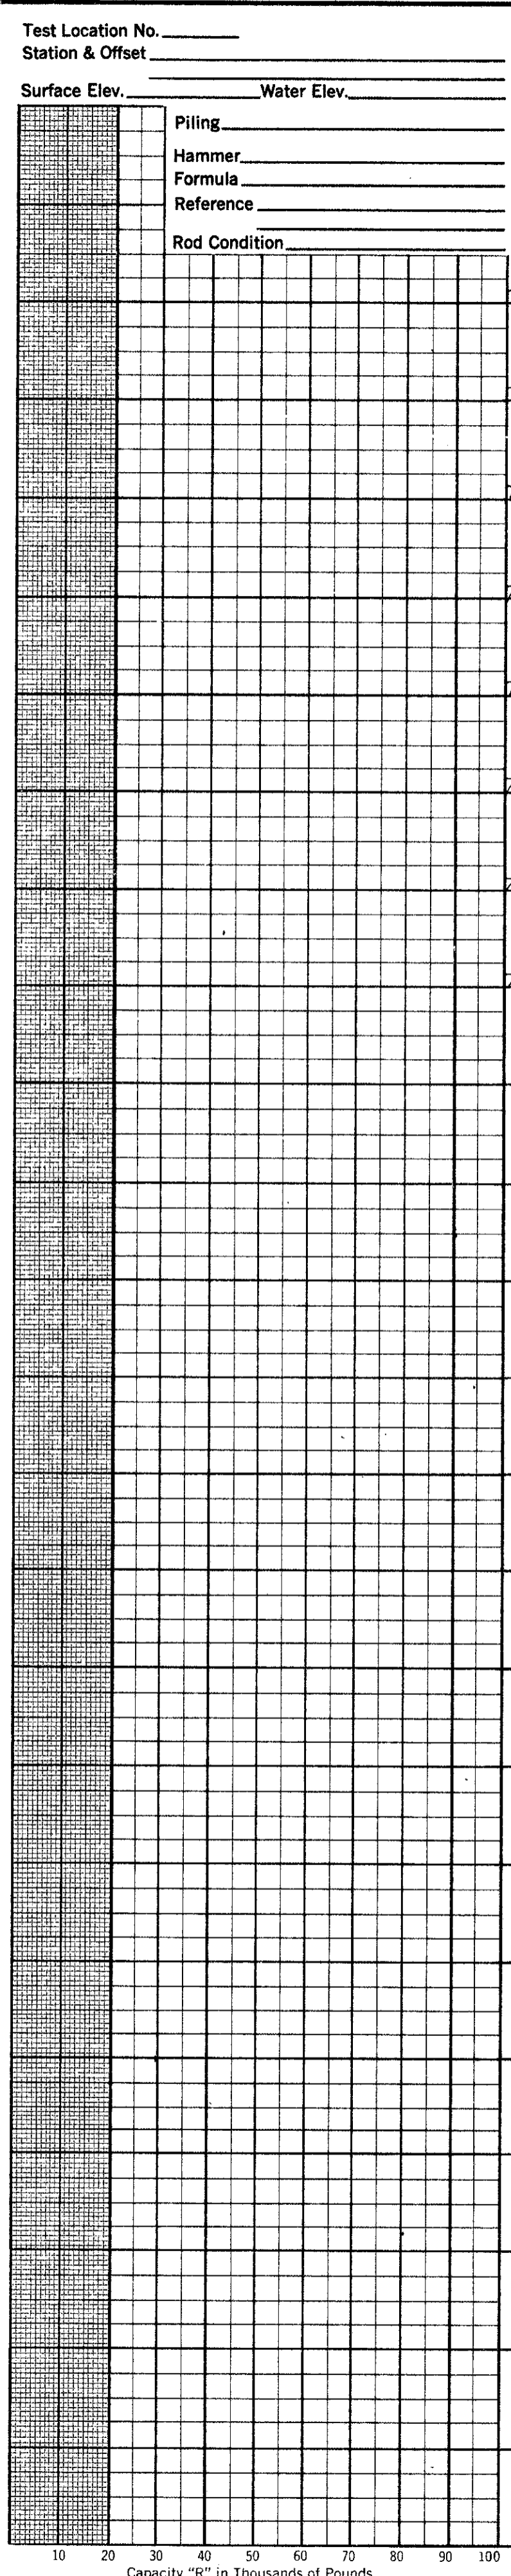 Test Location No.
Station & Offset
Surface Elev. Water Elev.
Piling
Hammer
Formula
Reference
Rod Condition
10 20 30 40 50 60 70 80 90 100
Capacity "R" in Thousands of Pounds